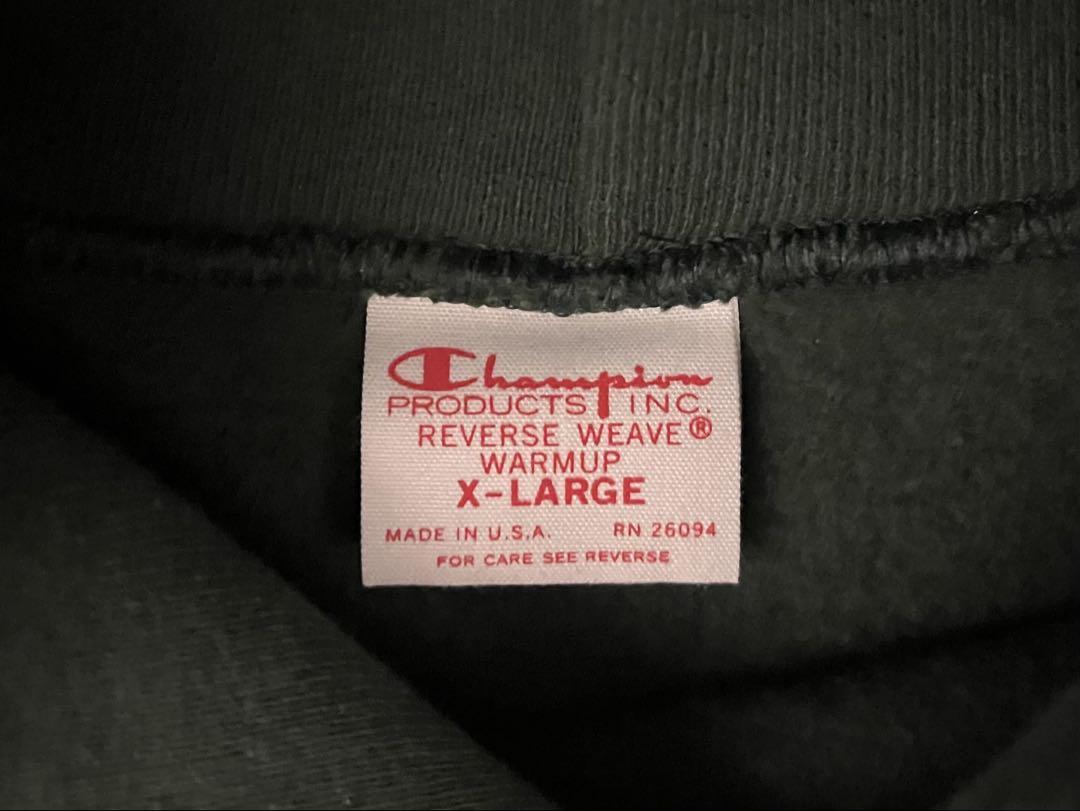 Champion
PRODUCTS INC.
REVERSE WEAVE®
WARMUP
X-LARGE
MADE IN U.S.A. RN 26094
FOR CARE SEE REVERSE